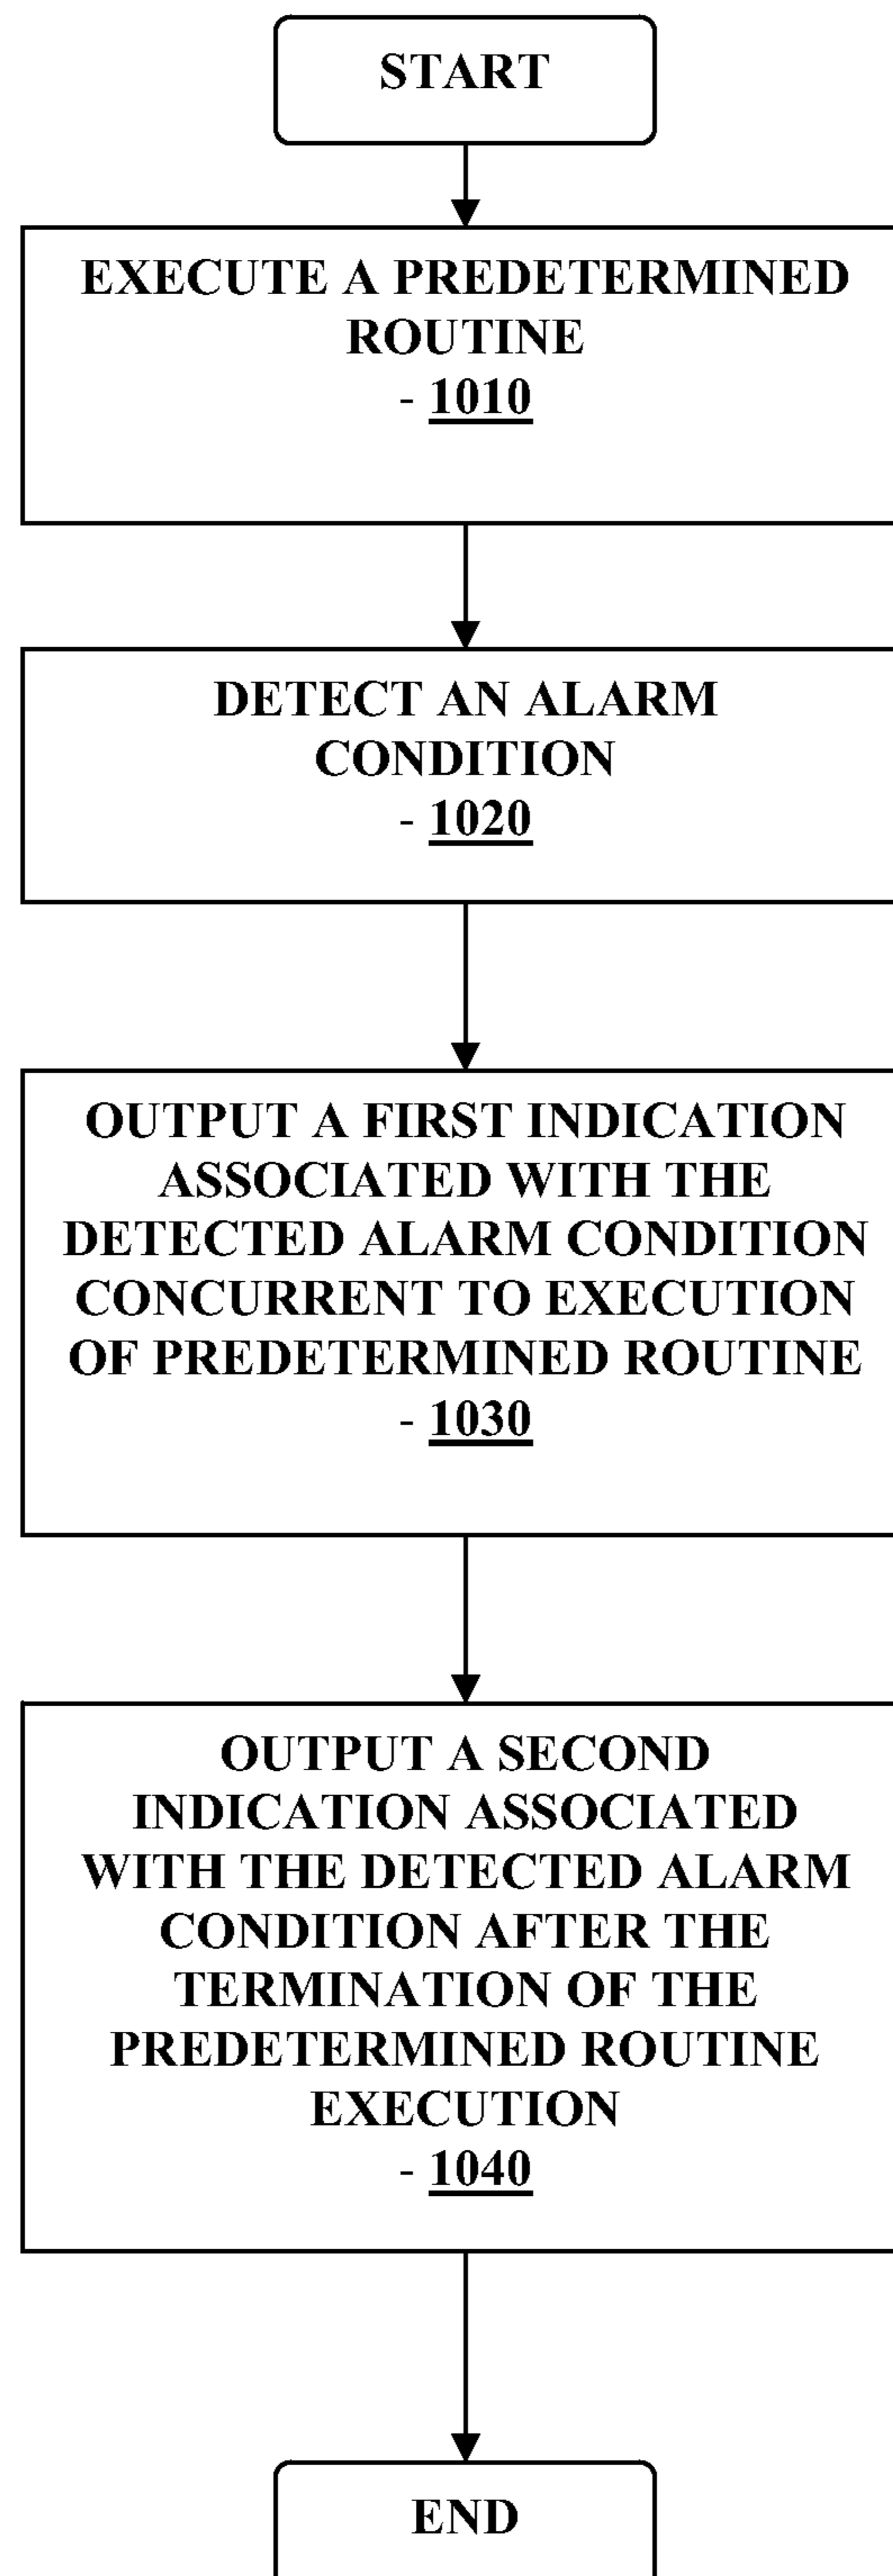 START
EXECUTE A PREDETERMINED
ROUTINE
- 1010
DETECT AN ALARM
CONDITION
- 1020
OUTPUT A FIRST INDICATION
ASSOCIATED WITH THE
DETECTED ALARM CONDITION
CONCURRENT TO EXECUTION
OF PREDETERMINED ROUTINE
- 1030
OUTPUT A SECOND
INDICATION ASSOCIATED
WITH THE DETECTED ALARM
CONDITION AFTER THE
TERMINATION OF THE
PREDETERMINED ROUTINE
EXECUTION
- 1040
END